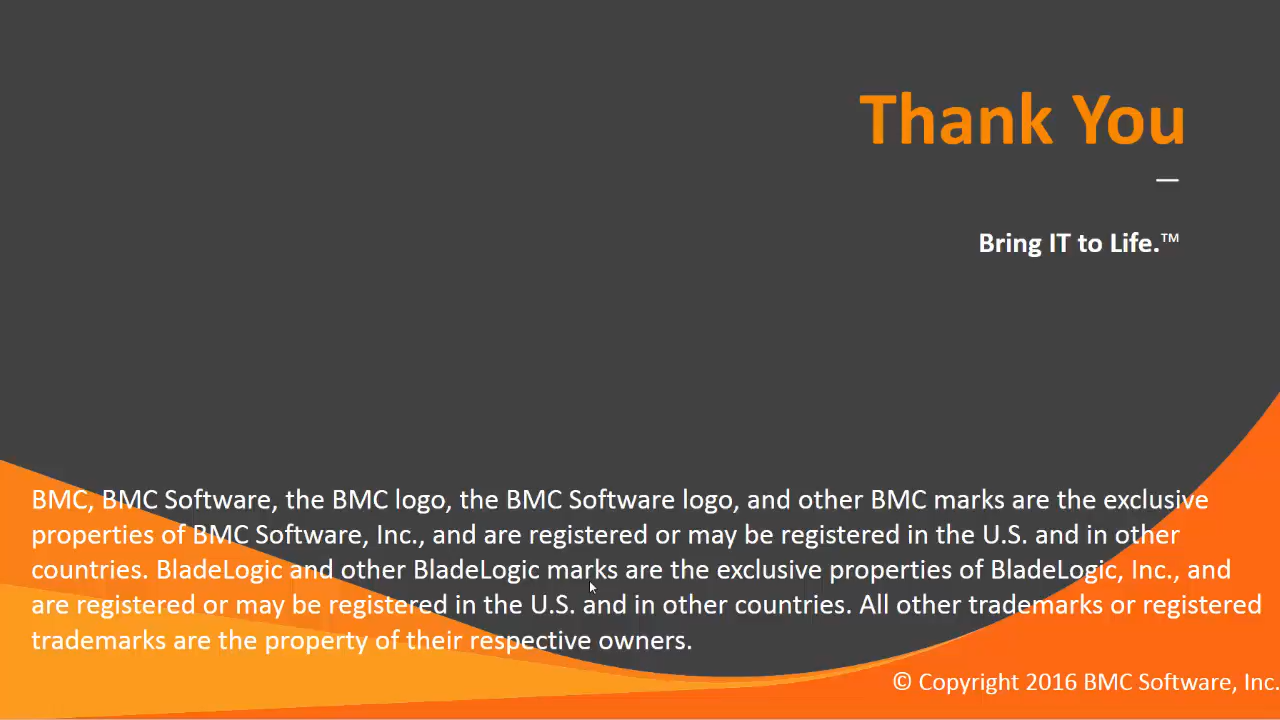 Thank You
—
Bring IT to Life.™
BMC, BMC Software, the BMC logo, the BMC Software logo, and other BMC marks are the exclusive
properties of BMC Software, Inc., and are registered or may be registered in the U.S. and in other
countries. BladeLogic and other BladeLogic marks are the exclusive properties of BladeLogic, Inc., and
are registered or may be registered in the U.S. and in other countries. All other trademarks or registered
trademarks are the property of their respective owners.
© Copyright 2016 BMC Software, Inc.